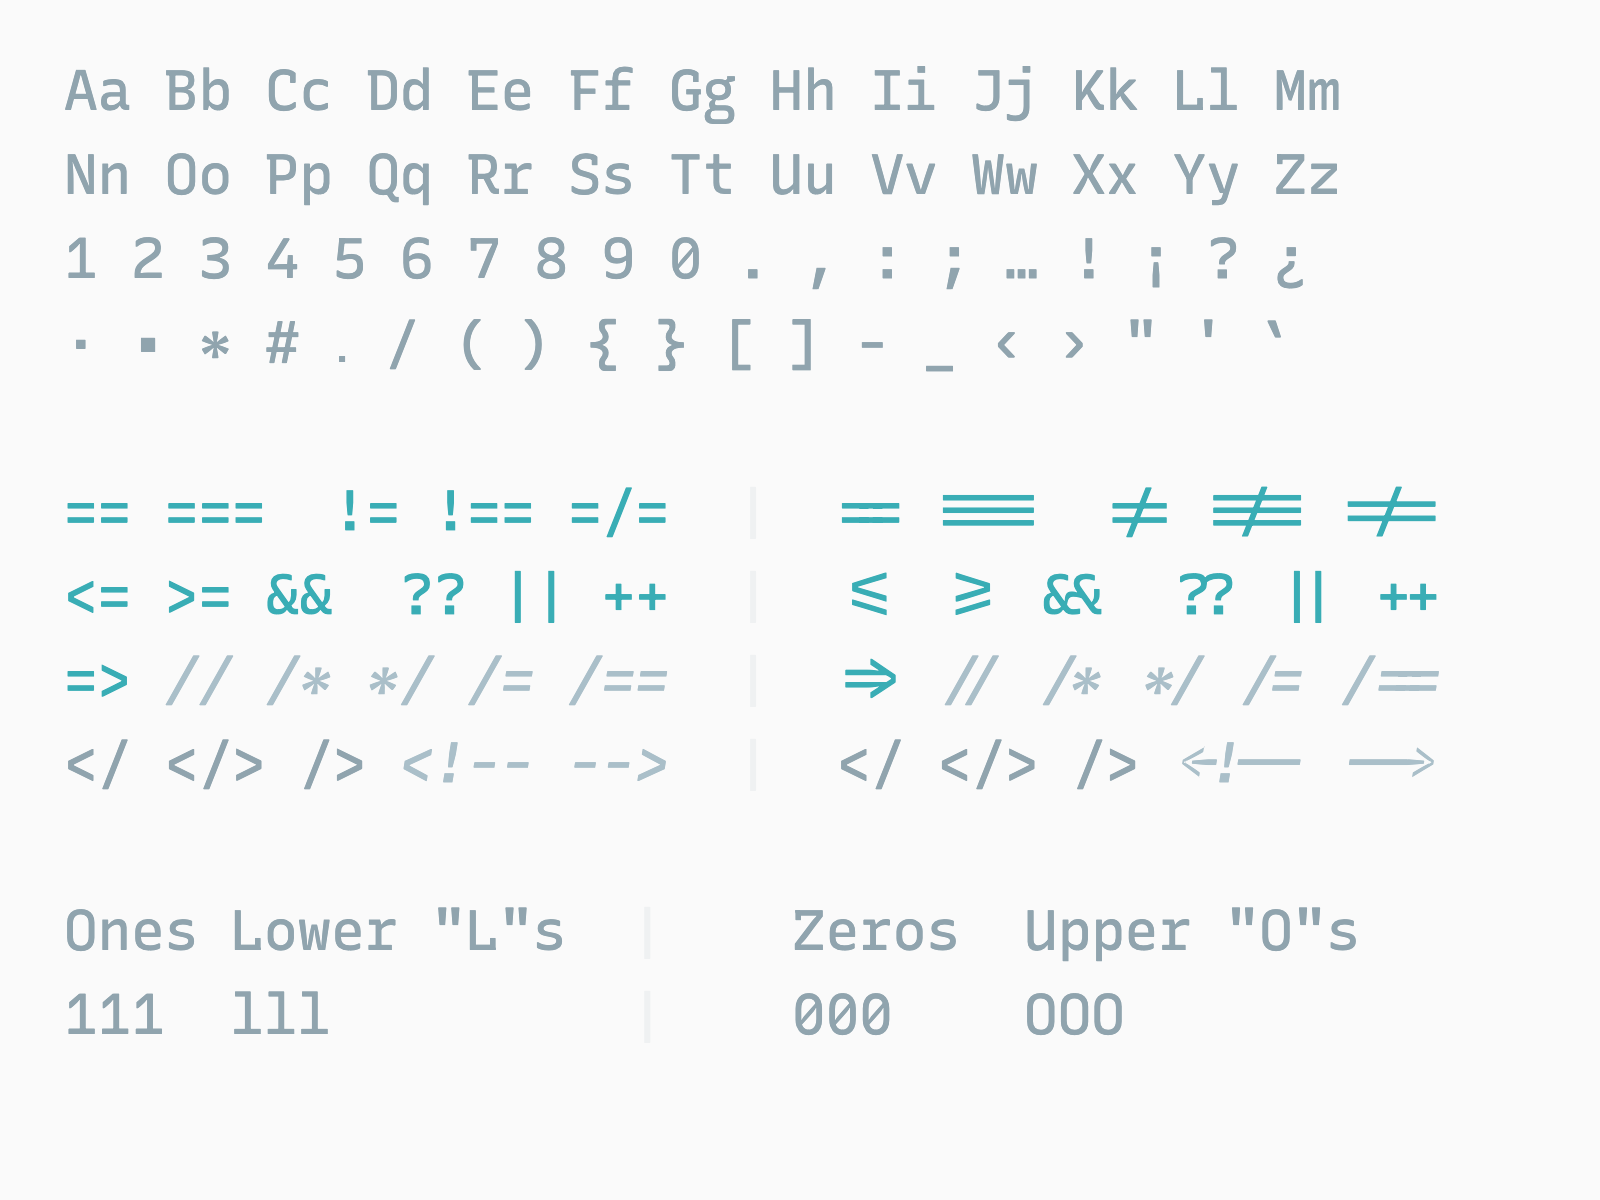 Aa Bb Cc Dd Ee Ff Gg Hh Ii Jj Kk Ll Mm
Nn Oo Pp Qq Rr Ss Tt Uu Vv Ww Xx Yy Zz
1 2 3 4 5 6 7 8 9 0 . , : ; … ! ¡ ? ¿
· ▪ * # . / ( ) { } [ ] - _ ‹ › " ' `
== ===  != !== =/= | == ===  != !== =/=
<= >= &&  ?? || ++ | <= >= &&  ?? || ++
=> // /* */ /= /== | => // /* */ /= /==
</ </> /> <!-- --> | </ </> /> <!-- -->
Ones Lower "L"s | Zeros  Upper "O"s
111  lll | 000    OOO